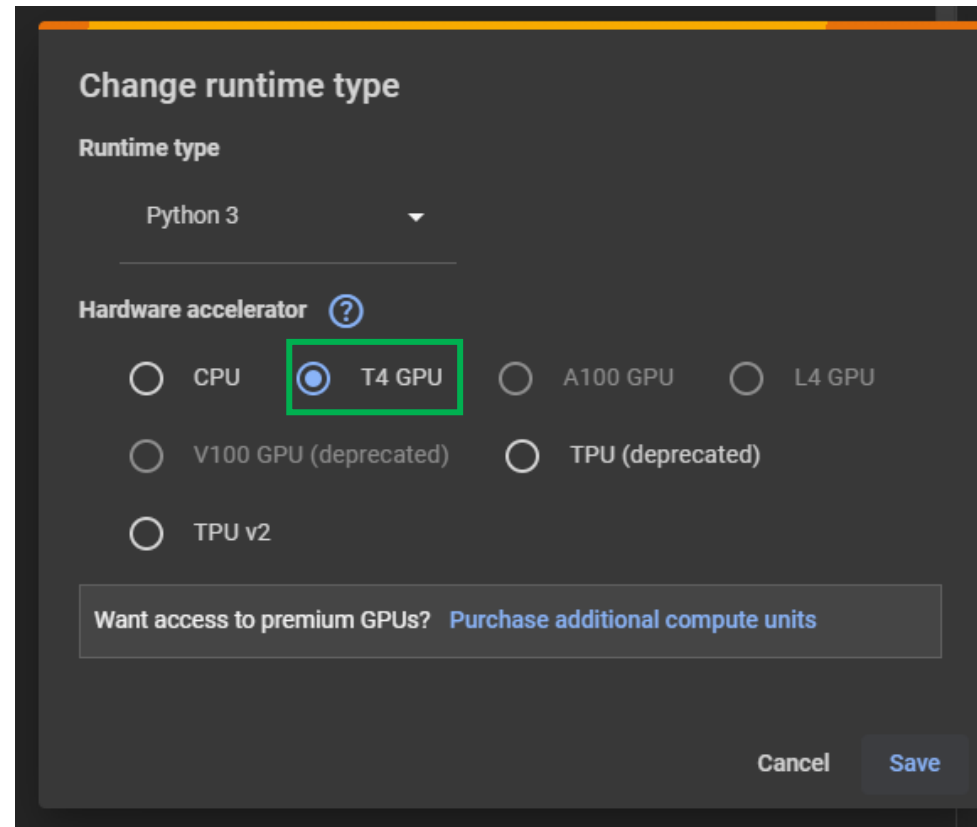 Change runtime type
Runtime type
Python 3
Hardware accelerator ?
CPU T4 GPU A100 GPU L4 GPU
V100 GPU (deprecated) TPU (deprecated)
TPU v2
Want access to premium GPUs? Purchase additional compute units
Cancel Save